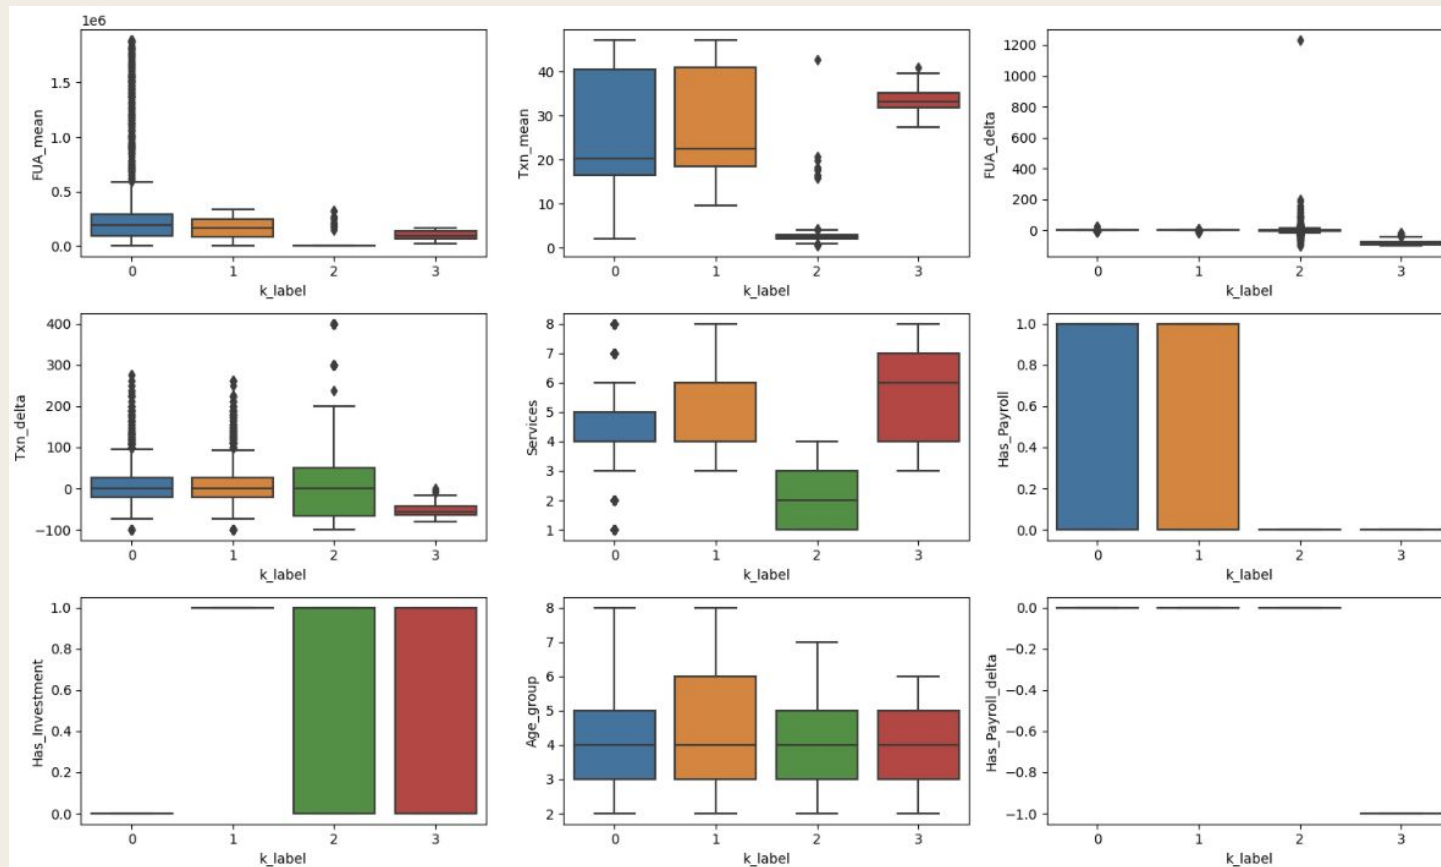 1e6
FUA_mean
1.5
1.0
0.5
0.0
0 1 2 3
k_label
Txn_mean
40
30
20
10
0
0 1 2 3
k_label
FUA_delta
1200
1000
800
600
400
200
0
0 1 2 3
k_label
Txn_delta
400
300
200
100
0
−100
0 1 2 3
k_label
Services
8
7
6
5
4
3
2
1
0 1 2 3
k_label
Has_Payroll
1.0
0.8
0.6
0.4
0.2
0.0
0 1 2 3
k_label
Has_Investment
1.0
0.8
0.6
0.4
0.2
0.0
0 1 2 3
k_label
Age_group
8
7
6
5
4
3
2
0 1 2 3
k_label
Has_Payroll_delta
0.0
−0.2
−0.4
−0.6
−0.8
−1.0
0 1 2 3
k_label